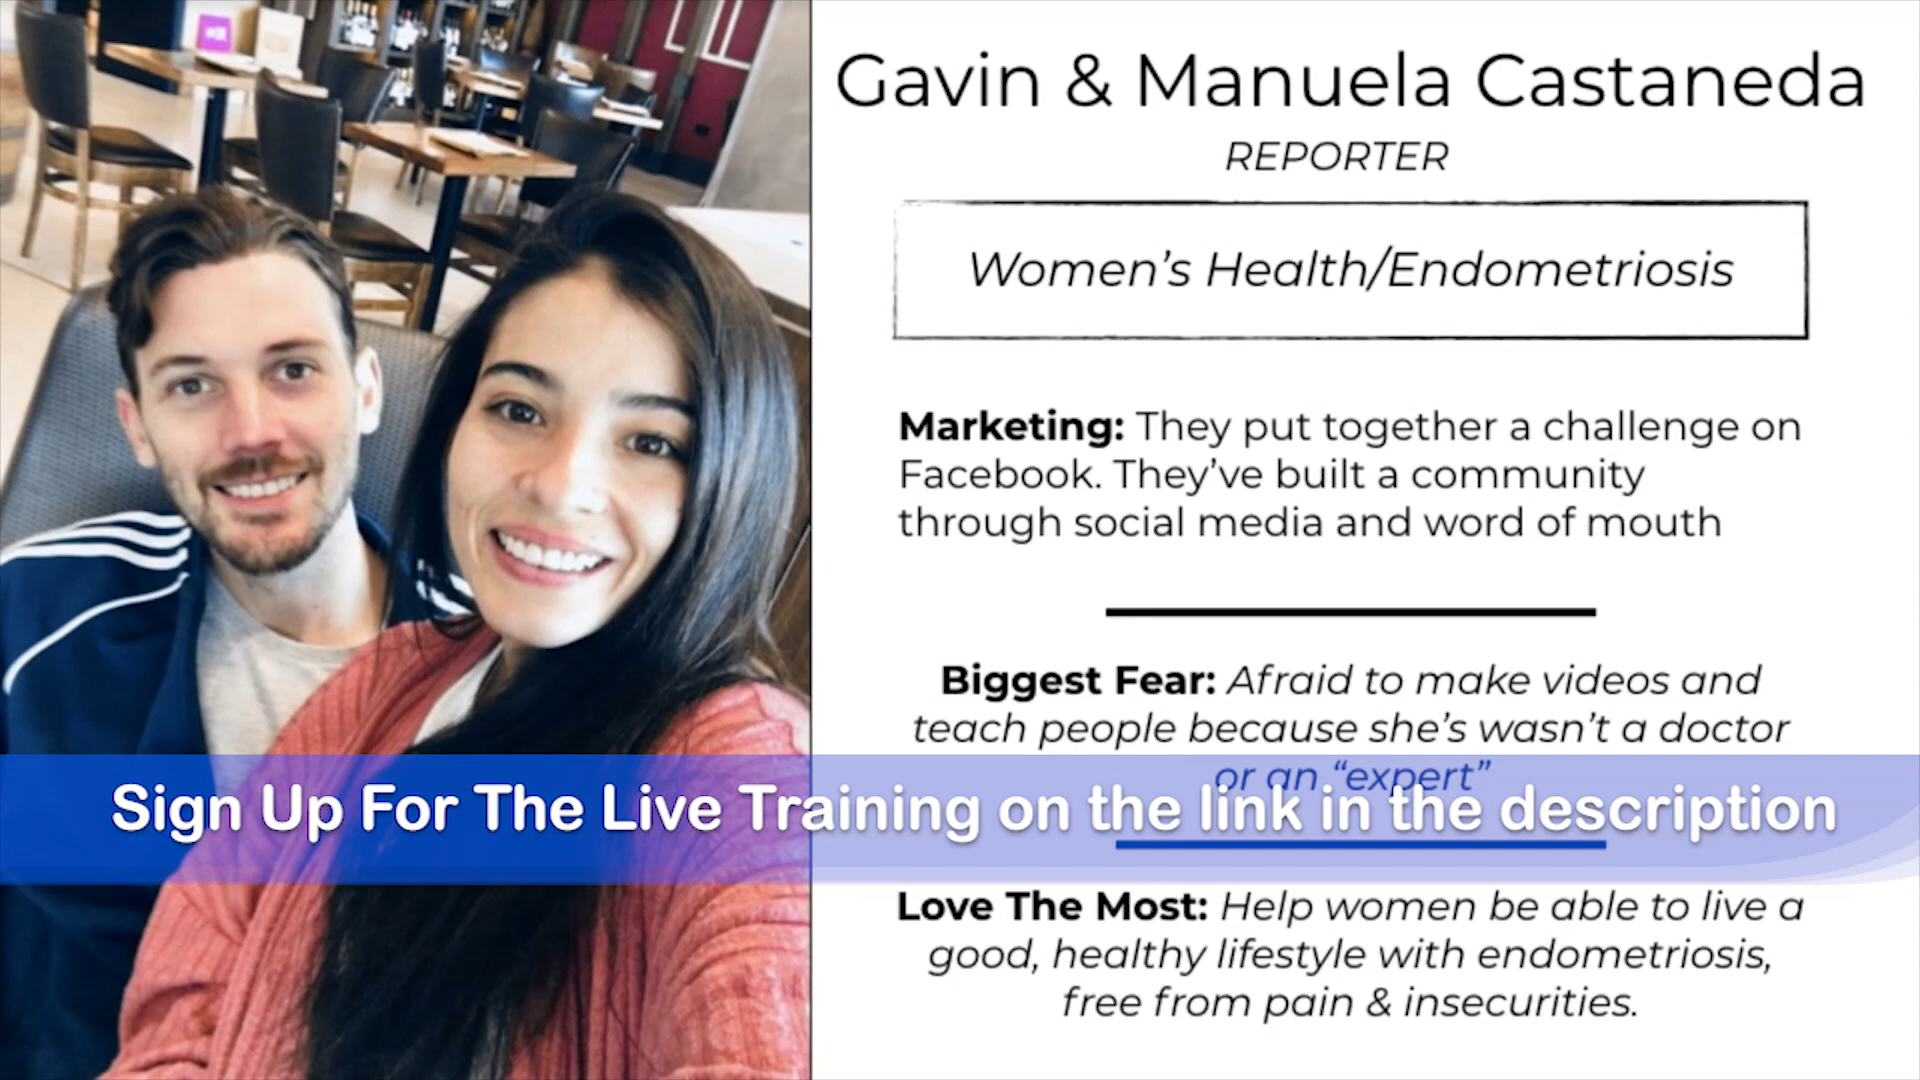 Gavin & Manuela Castaneda
REPORTER
Women's Health/Endometriosis
Marketing: They put together a challenge on
Facebook. They've built a community
through social media and word of mouth
Biggest Fear: Afraid to make videos and
teach people because she's wasn't a doctor
or an “expert”
Sign Up For The Live Training on the link in the description
Love The Most: Help women be able to live a
good, healthy lifestyle with endometriosis,
free from pain & insecurities.